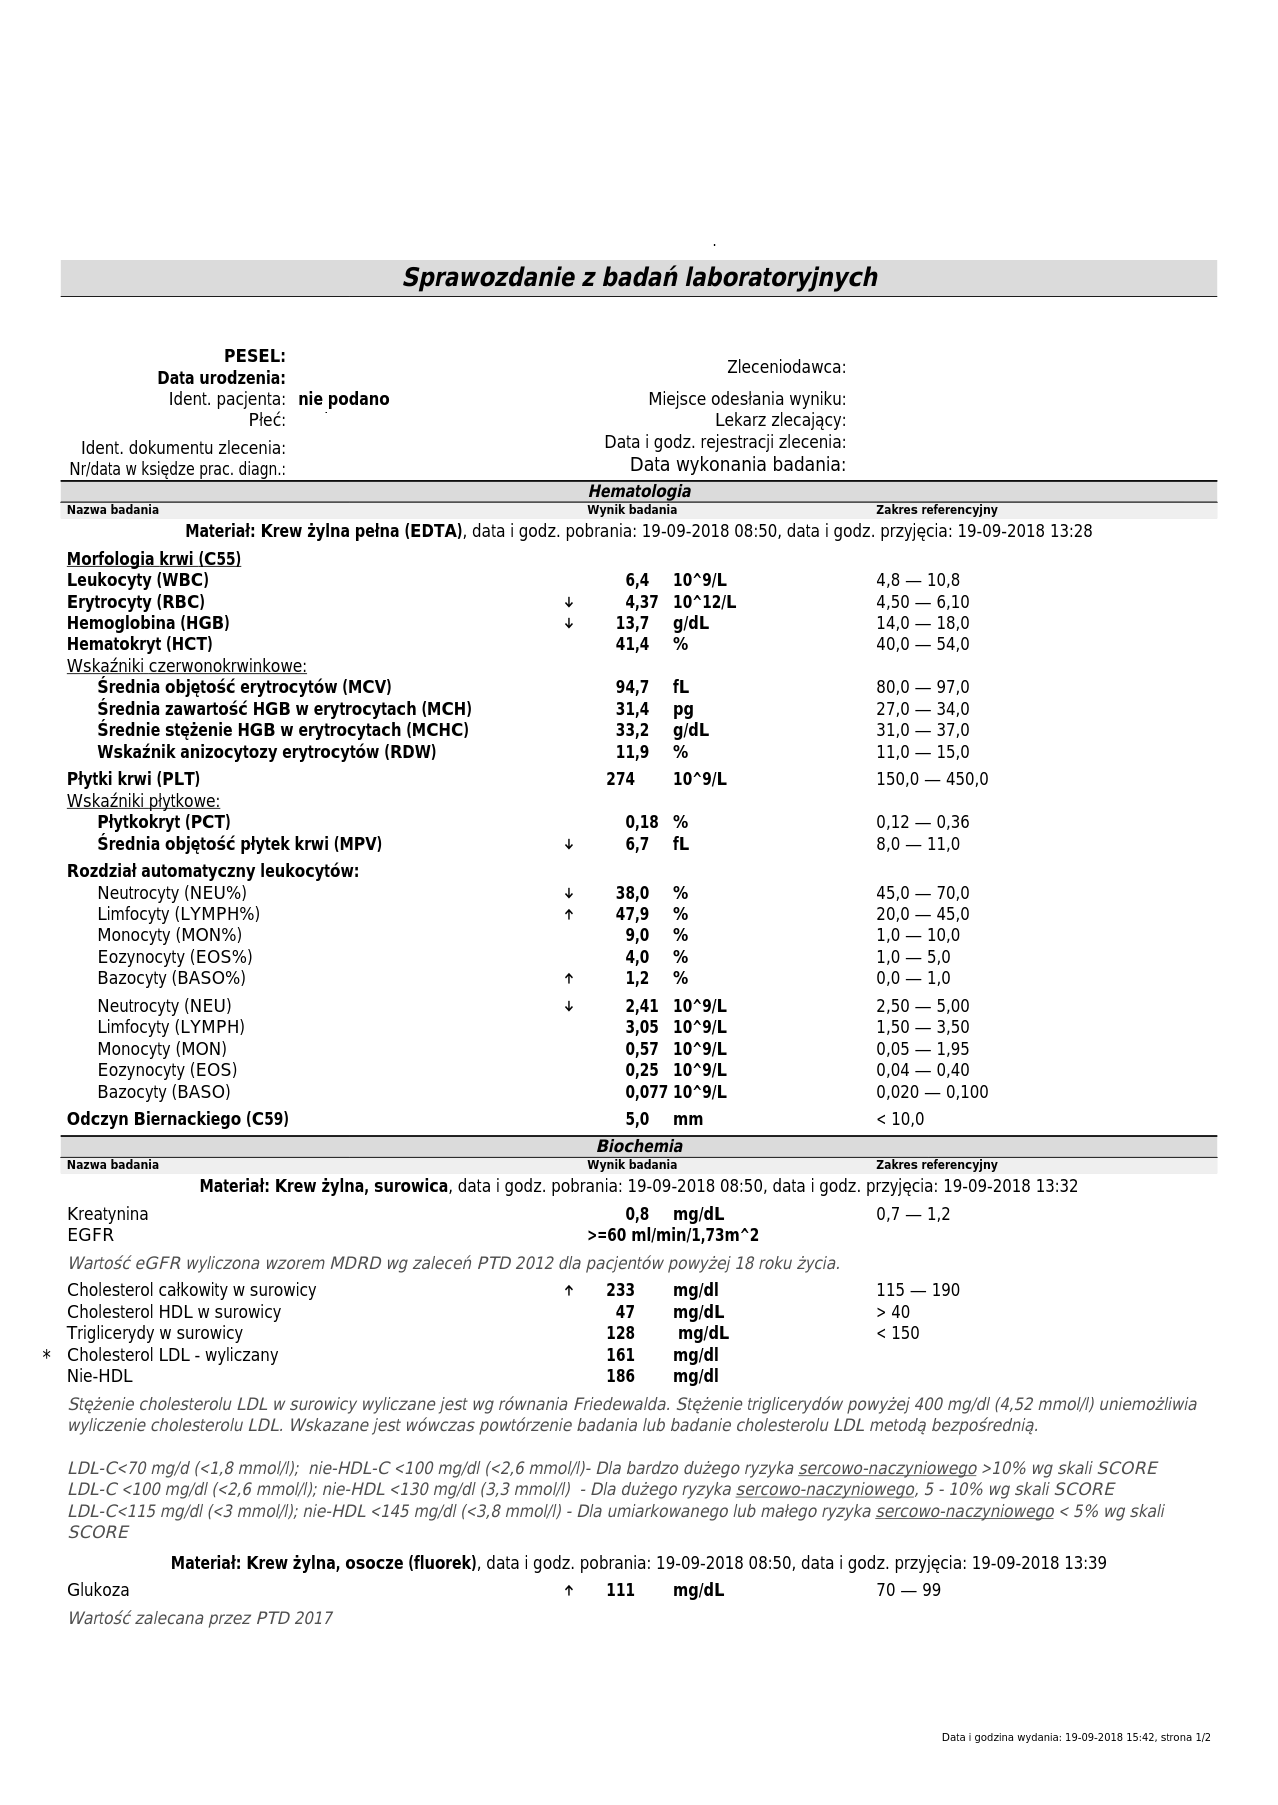 Sprawozdanie z badań laboratoryjnych
PESEL:
Data urodzenia:
Ident. pacjenta: nie podano
Płeć:
Ident. dokumentu zlecenia:
Nr/data w księdze prac. diagn.:
Zleceniodawca:
Miejsce odesłania wyniku:
Lekarz zlecający:
Data i godz. rejestracji zlecenia:
Data wykonania badania:
Hematologia
Nazwa badania Wynik badania Zakres referencyjny
Materiał: Krew żylna pełna (EDTA), data i godz. pobrania: 19-09-2018 08:50, data i godz. przyjęcia: 19-09-2018 13:28
Morfologia krwi (C55)
Leukocyty (WBC) 6,4 10^9/L 4,8 — 10,8
Erytrocyty (RBC) ↓ 4,37 10^12/L 4,50 — 6,10
Hemoglobina (HGB) ↓ 13,7 g/dL 14,0 — 18,0
Hematokryt (HCT) 41,4 % 40,0 — 54,0
Wskaźniki czerwonokrwinkowe:
Średnia objętość erytrocytów (MCV) 94,7 fL 80,0 — 97,0
Średnia zawartość HGB w erytrocytach (MCH) 31,4 pg 27,0 — 34,0
Średnie stężenie HGB w erytrocytach (MCHC) 33,2 g/dL 31,0 — 37,0
Wskaźnik anizocytozy erytrocytów (RDW) 11,9 % 11,0 — 15,0
Płytki krwi (PLT) 274 10^9/L 150,0 — 450,0
Wskaźniki płytkowe:
Płytkokryt (PCT) 0,18 % 0,12 — 0,36
Średnia objętość płytek krwi (MPV) ↓ 6,7 fL 8,0 — 11,0
Rozdział automatyczny leukocytów:
Neutrocyty (NEU%) ↓ 38,0 % 45,0 — 70,0
Limfocyty (LYMPH%) ↑ 47,9 % 20,0 — 45,0
Monocyty (MON%) 9,0 % 1,0 — 10,0
Eozynocyty (EOS%) 4,0 % 1,0 — 5,0
Bazocyty (BASO%) ↑ 1,2 % 0,0 — 1,0
Neutrocyty (NEU) ↓ 2,41 10^9/L 2,50 — 5,00
Limfocyty (LYMPH) 3,05 10^9/L 1,50 — 3,50
Monocyty (MON) 0,57 10^9/L 0,05 — 1,95
Eozynocyty (EOS) 0,25 10^9/L 0,04 — 0,40
Bazocyty (BASO) 0,077 10^9/L 0,020 — 0,100
Odczyn Biernackiego (C59) 5,0 mm < 10,0
Biochemia
Nazwa badania Wynik badania Zakres referencyjny
Materiał: Krew żylna, surowica, data i godz. pobrania: 19-09-2018 08:50, data i godz. przyjęcia: 19-09-2018 13:32
Kreatynina 0,8 mg/dL 0,7 — 1,2
EGFR >=60 ml/min/1,73m^2
Wartość eGFR wyliczona wzorem MDRD wg zaleceń PTD 2012 dla pacjentów powyżej 18 roku życia.
Cholesterol całkowity w surowicy ↑ 233 mg/dl 115 — 190
Cholesterol HDL w surowicy 47 mg/dL > 40
Triglicerydy w surowicy 128 mg/dL < 150
* Cholesterol LDL - wyliczany 161 mg/dl
Nie-HDL 186 mg/dl
Stężenie cholesterolu LDL w surowicy wyliczane jest wg równania Friedewalda. Stężenie triglicerydów powyżej 400 mg/dl (4,52 mmol/l) uniemożliwia
wyliczenie cholesterolu LDL. Wskazane jest wówczas powtórzenie badania lub badanie cholesterolu LDL metodą bezpośrednią.
LDL-C<70 mg/d (<1,8 mmol/l); nie-HDL-C <100 mg/dl (<2,6 mmol/l)- Dla bardzo dużego ryzyka sercowo-naczyniowego >10% wg skali SCORE
LDL-C <100 mg/dl (<2,6 mmol/l); nie-HDL <130 mg/dl (3,3 mmol/l) - Dla dużego ryzyka sercowo-naczyniowego, 5 - 10% wg skali SCORE
LDL-C<115 mg/dl (<3 mmol/l); nie-HDL <145 mg/dl (<3,8 mmol/l) - Dla umiarkowanego lub małego ryzyka sercowo-naczyniowego < 5% wg skali
SCORE
Materiał: Krew żylna, osocze (fluorek), data i godz. pobrania: 19-09-2018 08:50, data i godz. przyjęcia: 19-09-2018 13:39
Glukoza ↑ 111 mg/dL 70 — 99
Wartość zalecana przez PTD 2017
Data i godzina wydania: 19-09-2018 15:42, strona 1/2